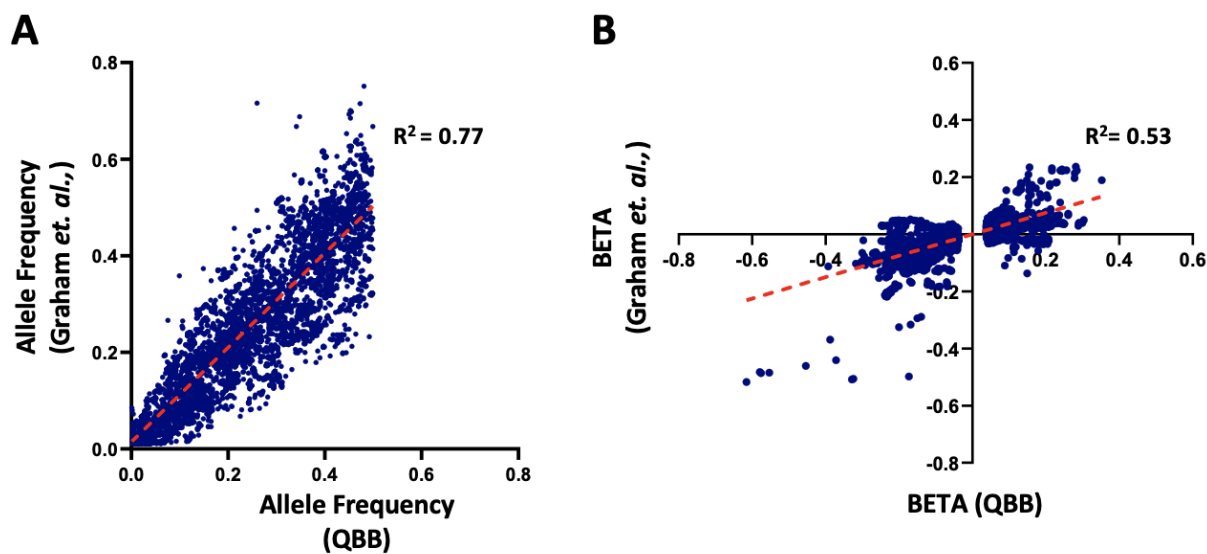 A
0.8
0.6
0.4
0.2
0.0
0.0 0.2 0.4 0.6 0.8
R² = 0.77
Allele Frequency
(Graham et. al.,)
Allele Frequency
(QBB)
B
0.6
0.4
0.2
-0.2
-0.4
-0.6
-0.8
-0.8 -0.6 -0.4 0.2 0.4 0.6
R²= 0.53
BETA
(Graham et. al.,)
BETA (QBB)